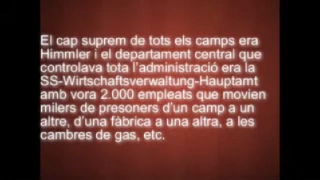 El cap suprem de tots els camps era
Himmler i el departament central que
controlava tota l'administració era la
SS-Wirtschaftsverwaltung-Hauptamt
amb vora 2.000 empleats que movien
milers de presoners d'un camp a un
altre, d'una fàbrica a una altra, a les
cambres de gas, etc.